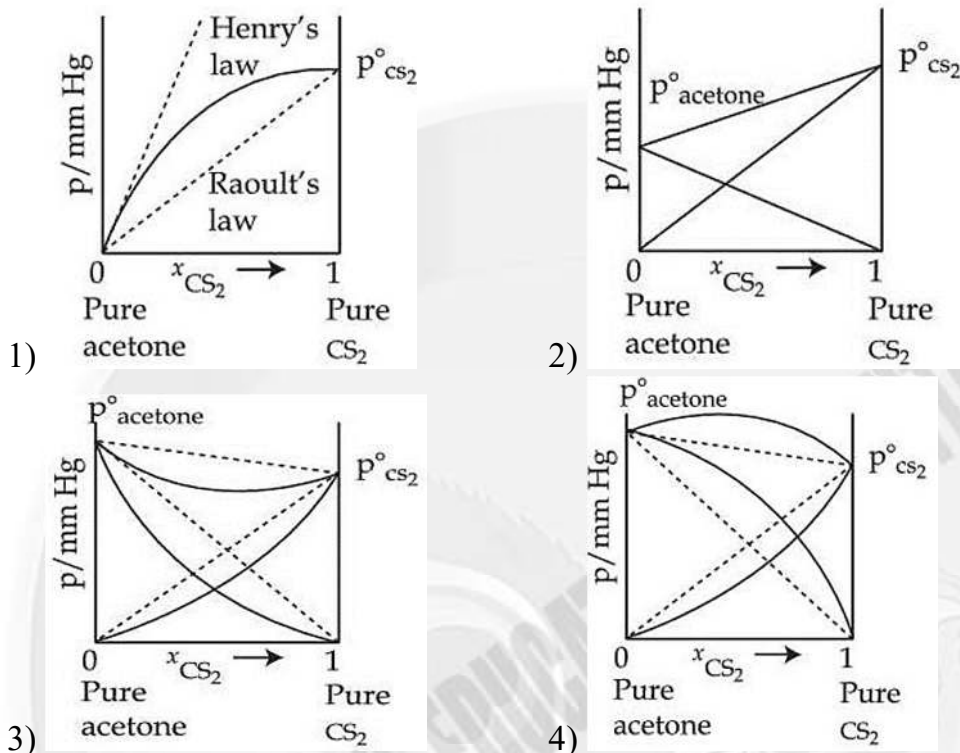 Henry's
law
p°CS₂
p/mm Hg
Raoult's
law
0
xCS₂ →
1
Pure
acetone
Pure
CS₂
1)
p°CS₂
p°acetone
p/mm Hg
0
xCS₂ →
1
Pure
acetone
Pure
CS₂
2)
p°acetone
p°CS₂
p/mm Hg
0
xCS₂ →
1
Pure
acetone
Pure
CS₂
3)
p°acetone
p°CS₂
p/mm Hg
0
xCS₂ →
1
Pure
acetone
Pure
CS₂
4)